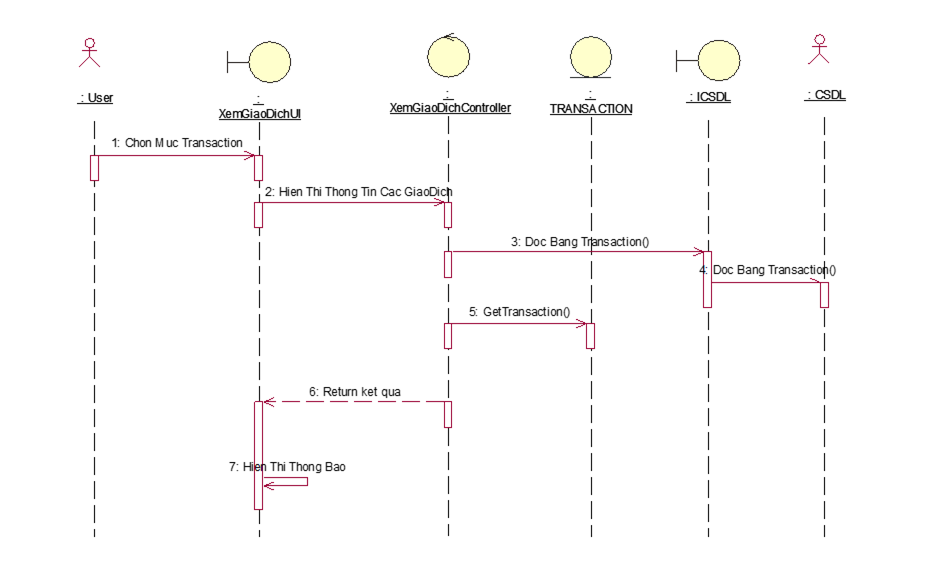 : User
:
XemGiaoDichUI
:
XemGiaoDichController
:
TRANSACTION
: ICSDL
: CSDL
1: Chon Muc Transaction
2: Hien Thi Thong Tin Cac GiaoDich
3: Doc Bang Transaction()
4: Doc Bang Transaction()
5: GetTransaction()
6: Return ket qua
7: Hien Thi Thong Bao